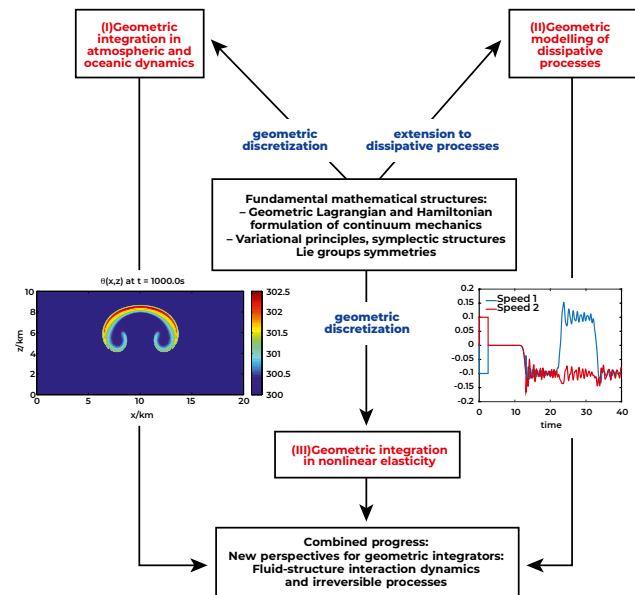 (I)Geometric
integration in
atmospheric and
oceanic dynamics
(II)Geometric
modelling of
dissipative
processes
geometric
discretization
extension to
dissipative processes
Fundamental mathematical structures:
– Geometric Lagrangian and Hamiltonian
formulation of continuum mechanics
– Variational principles, symplectic structures
Lie groups symmetries
θ(x,z) at t = 1000.0s
10
8
6
4
2
0
z/km
0
5
10
15
20
x/km
302.5
302
301.5
301
300.5
300
geometric
discretization
0.2
0.15
0.1
0.05
0
-0.05
-0.1
-0.15
-0.2
Speed 1
Speed 2
0
10
20
30
40
time
(III)Geometric integration
in nonlinear elasticity
Combined progress:
New perspectives for geometric integrators:
Fluid-structure interaction dynamics
and irreversible processes